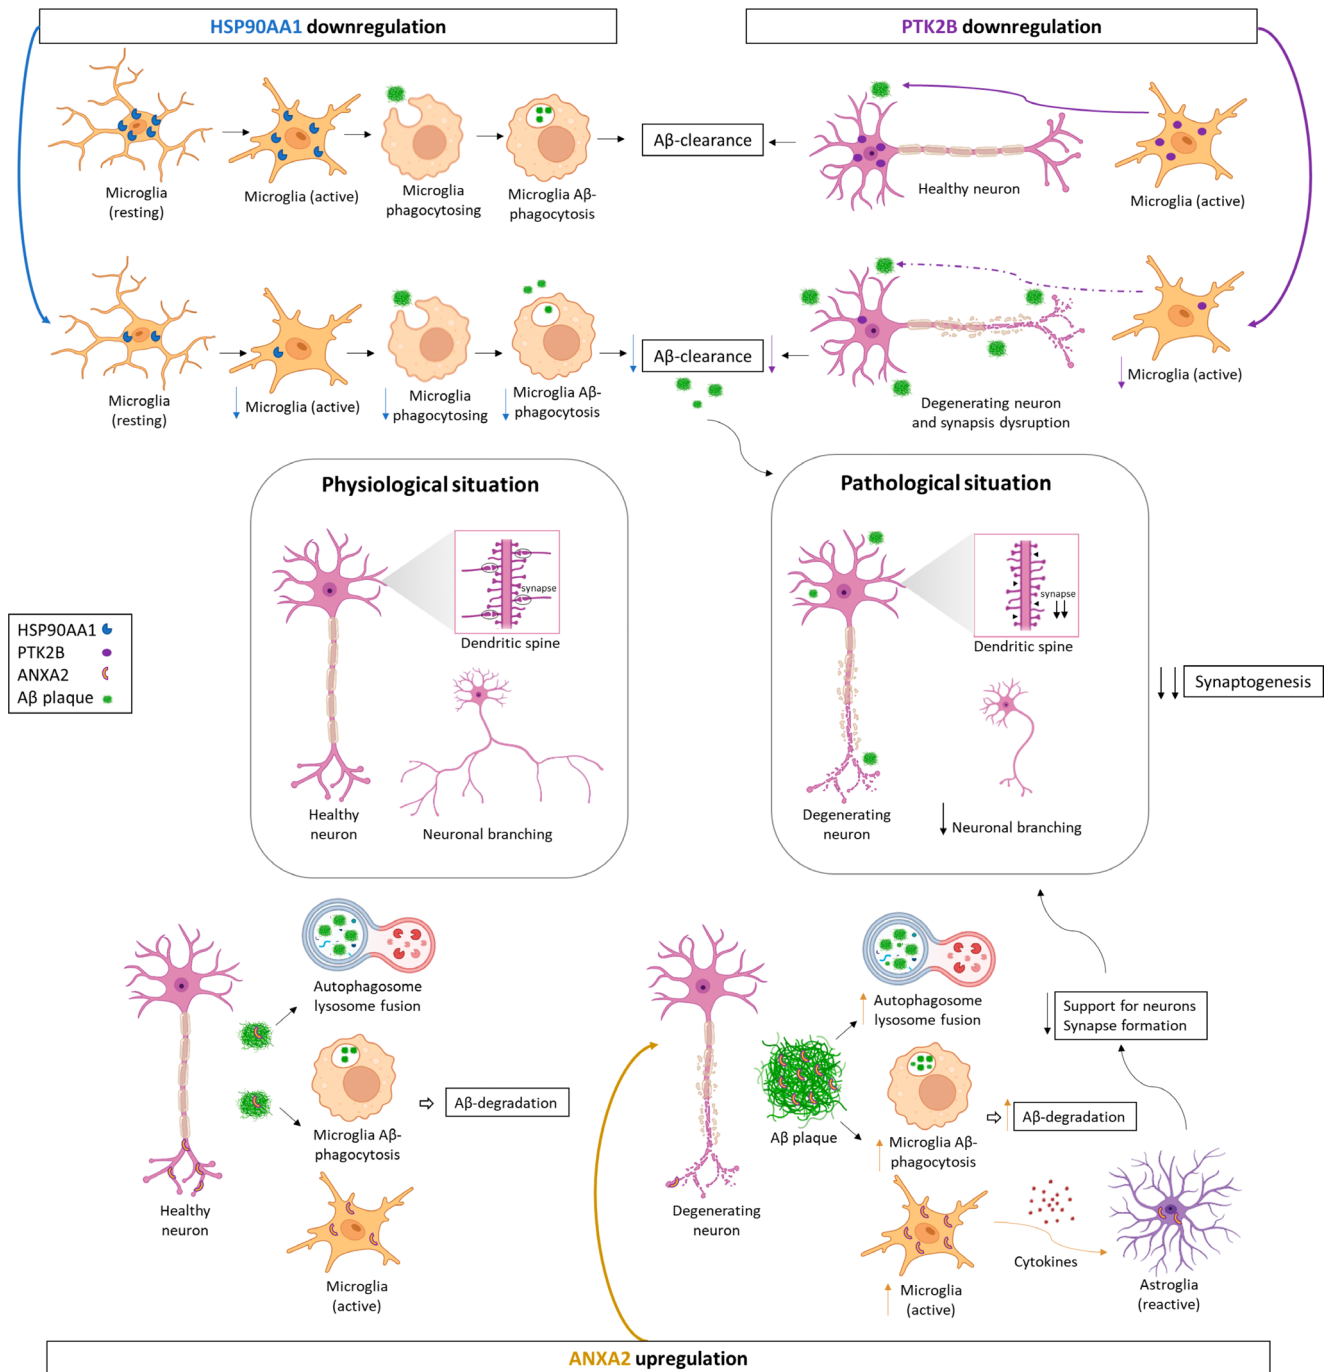 HSP90AA1 downregulation
PTK2B downregulation
Microglia
(resting)
Microglia (active)
Microglia
phagocytosing
Microglia Aβ-
phagocytosis
Aβ-clearance
Healthy neuron
Microglia (active)
Microglia
(resting)
Microglia (active)
Microglia
phagocytosing
Microglia Aβ-
phagocytosis
Aβ-clearance
Degenerating neuron
and synapsis disruption
Microglia (active)
Physiological situation
synapse
Dendritic spine
Healthy
neuron
Neuronal branching
Pathological situation
synapse
Dendritic spine
Degenerating
neuron
Neuronal branching
HSP90AA1
PTK2B
ANXA2
Aβ plaque
Synaptogenesis
Autophagosome
lysosome fusion
Microglia Aβ-
phagocytosis
Aβ-degradation
Healthy
neuron
Microglia
(active)
Autophagosome
lysosome fusion
Aβ plaque
Microglia Aβ-
phagocytosis
Aβ-degradation
Support for neurons
Synapse formation
Degenerating
neuron
Microglia
(active)
Cytokines
Astroglia
(reactive)
ANXA2 upregulation